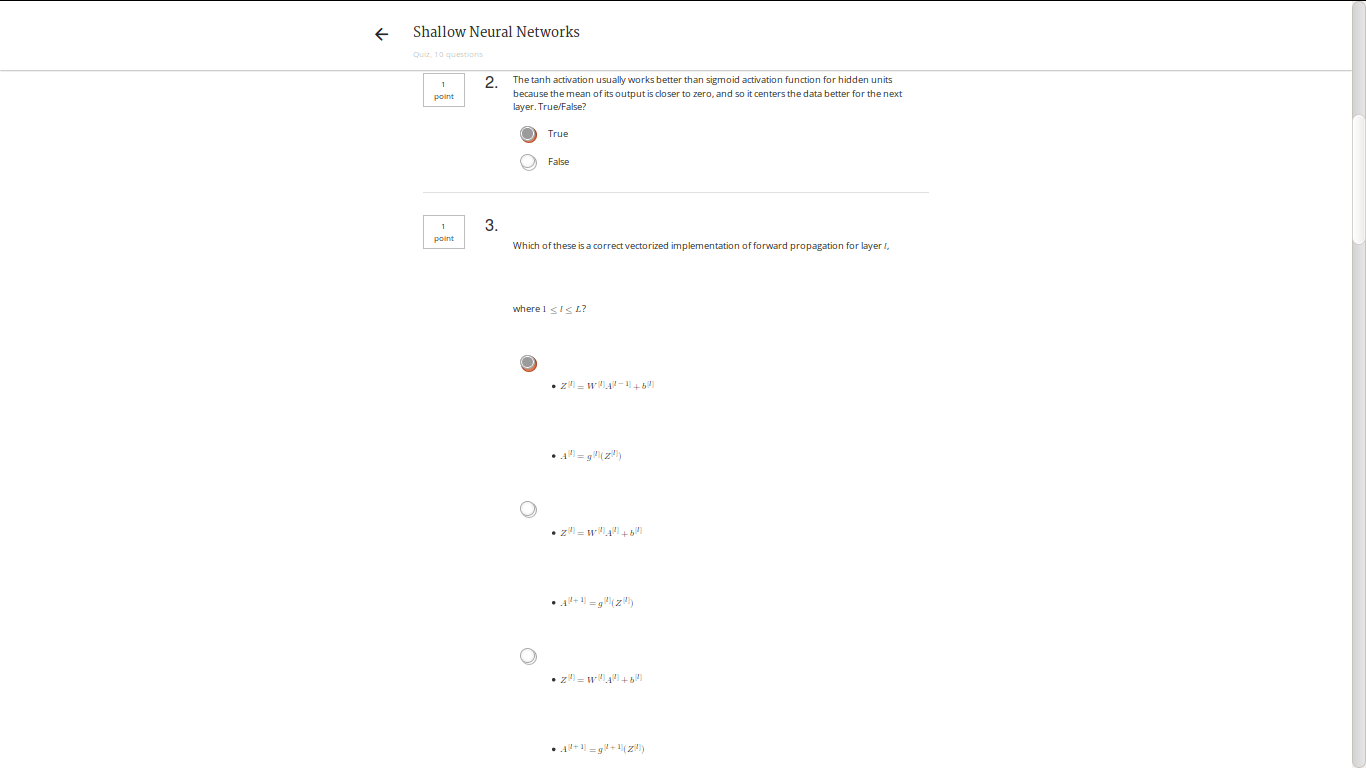 Shallow Neural Networks
Quiz, 10 questions
1
point
2.
The tanh activation usually works better than sigmoid activation function for hidden units
because the mean of its output is closer to zero, and so it centers the data better for the next
layer. True/False?
True
False
1
point
3.
Which of these is a correct vectorized implementation of forward propagation for layer l,
where 1 ≤ l ≤ L?
• Z^[l] = W^[l]A^[l−1] + b^[l]
• A^[l] = g^[l](Z^[l])
• Z^[l] = W^[l]A^[l] + b^[l]
• A^[l+1] = g^[l](Z^[l])
• Z^[l] = W^[l]A^[l] + b^[l]
• A^[l+1] = g^[l+1](Z^[l])